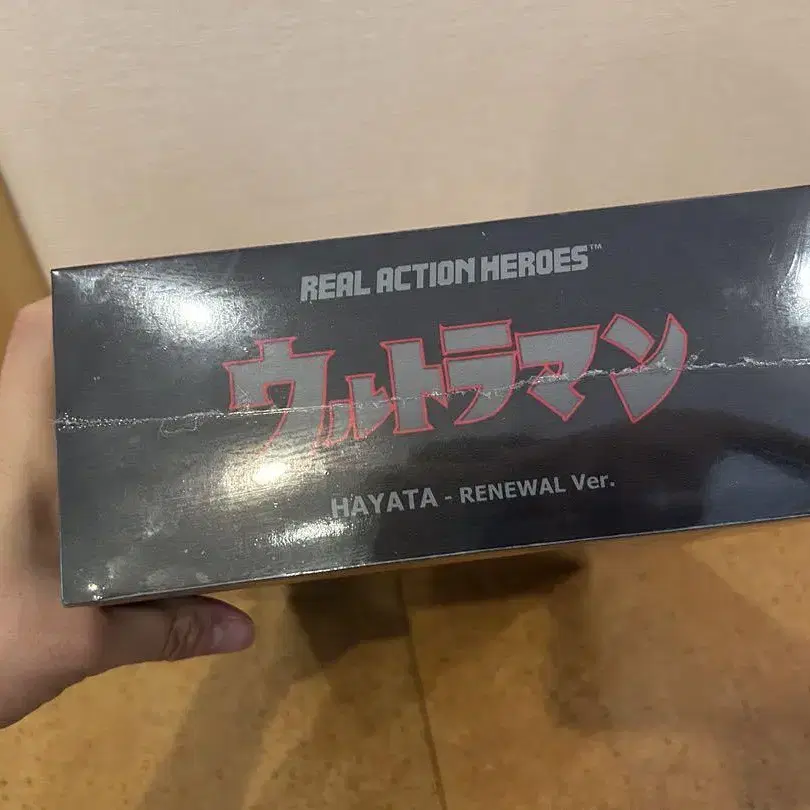 REAL ACTION HEROES™
ウルトラマン
HAYATA - RENEWAL Ver.